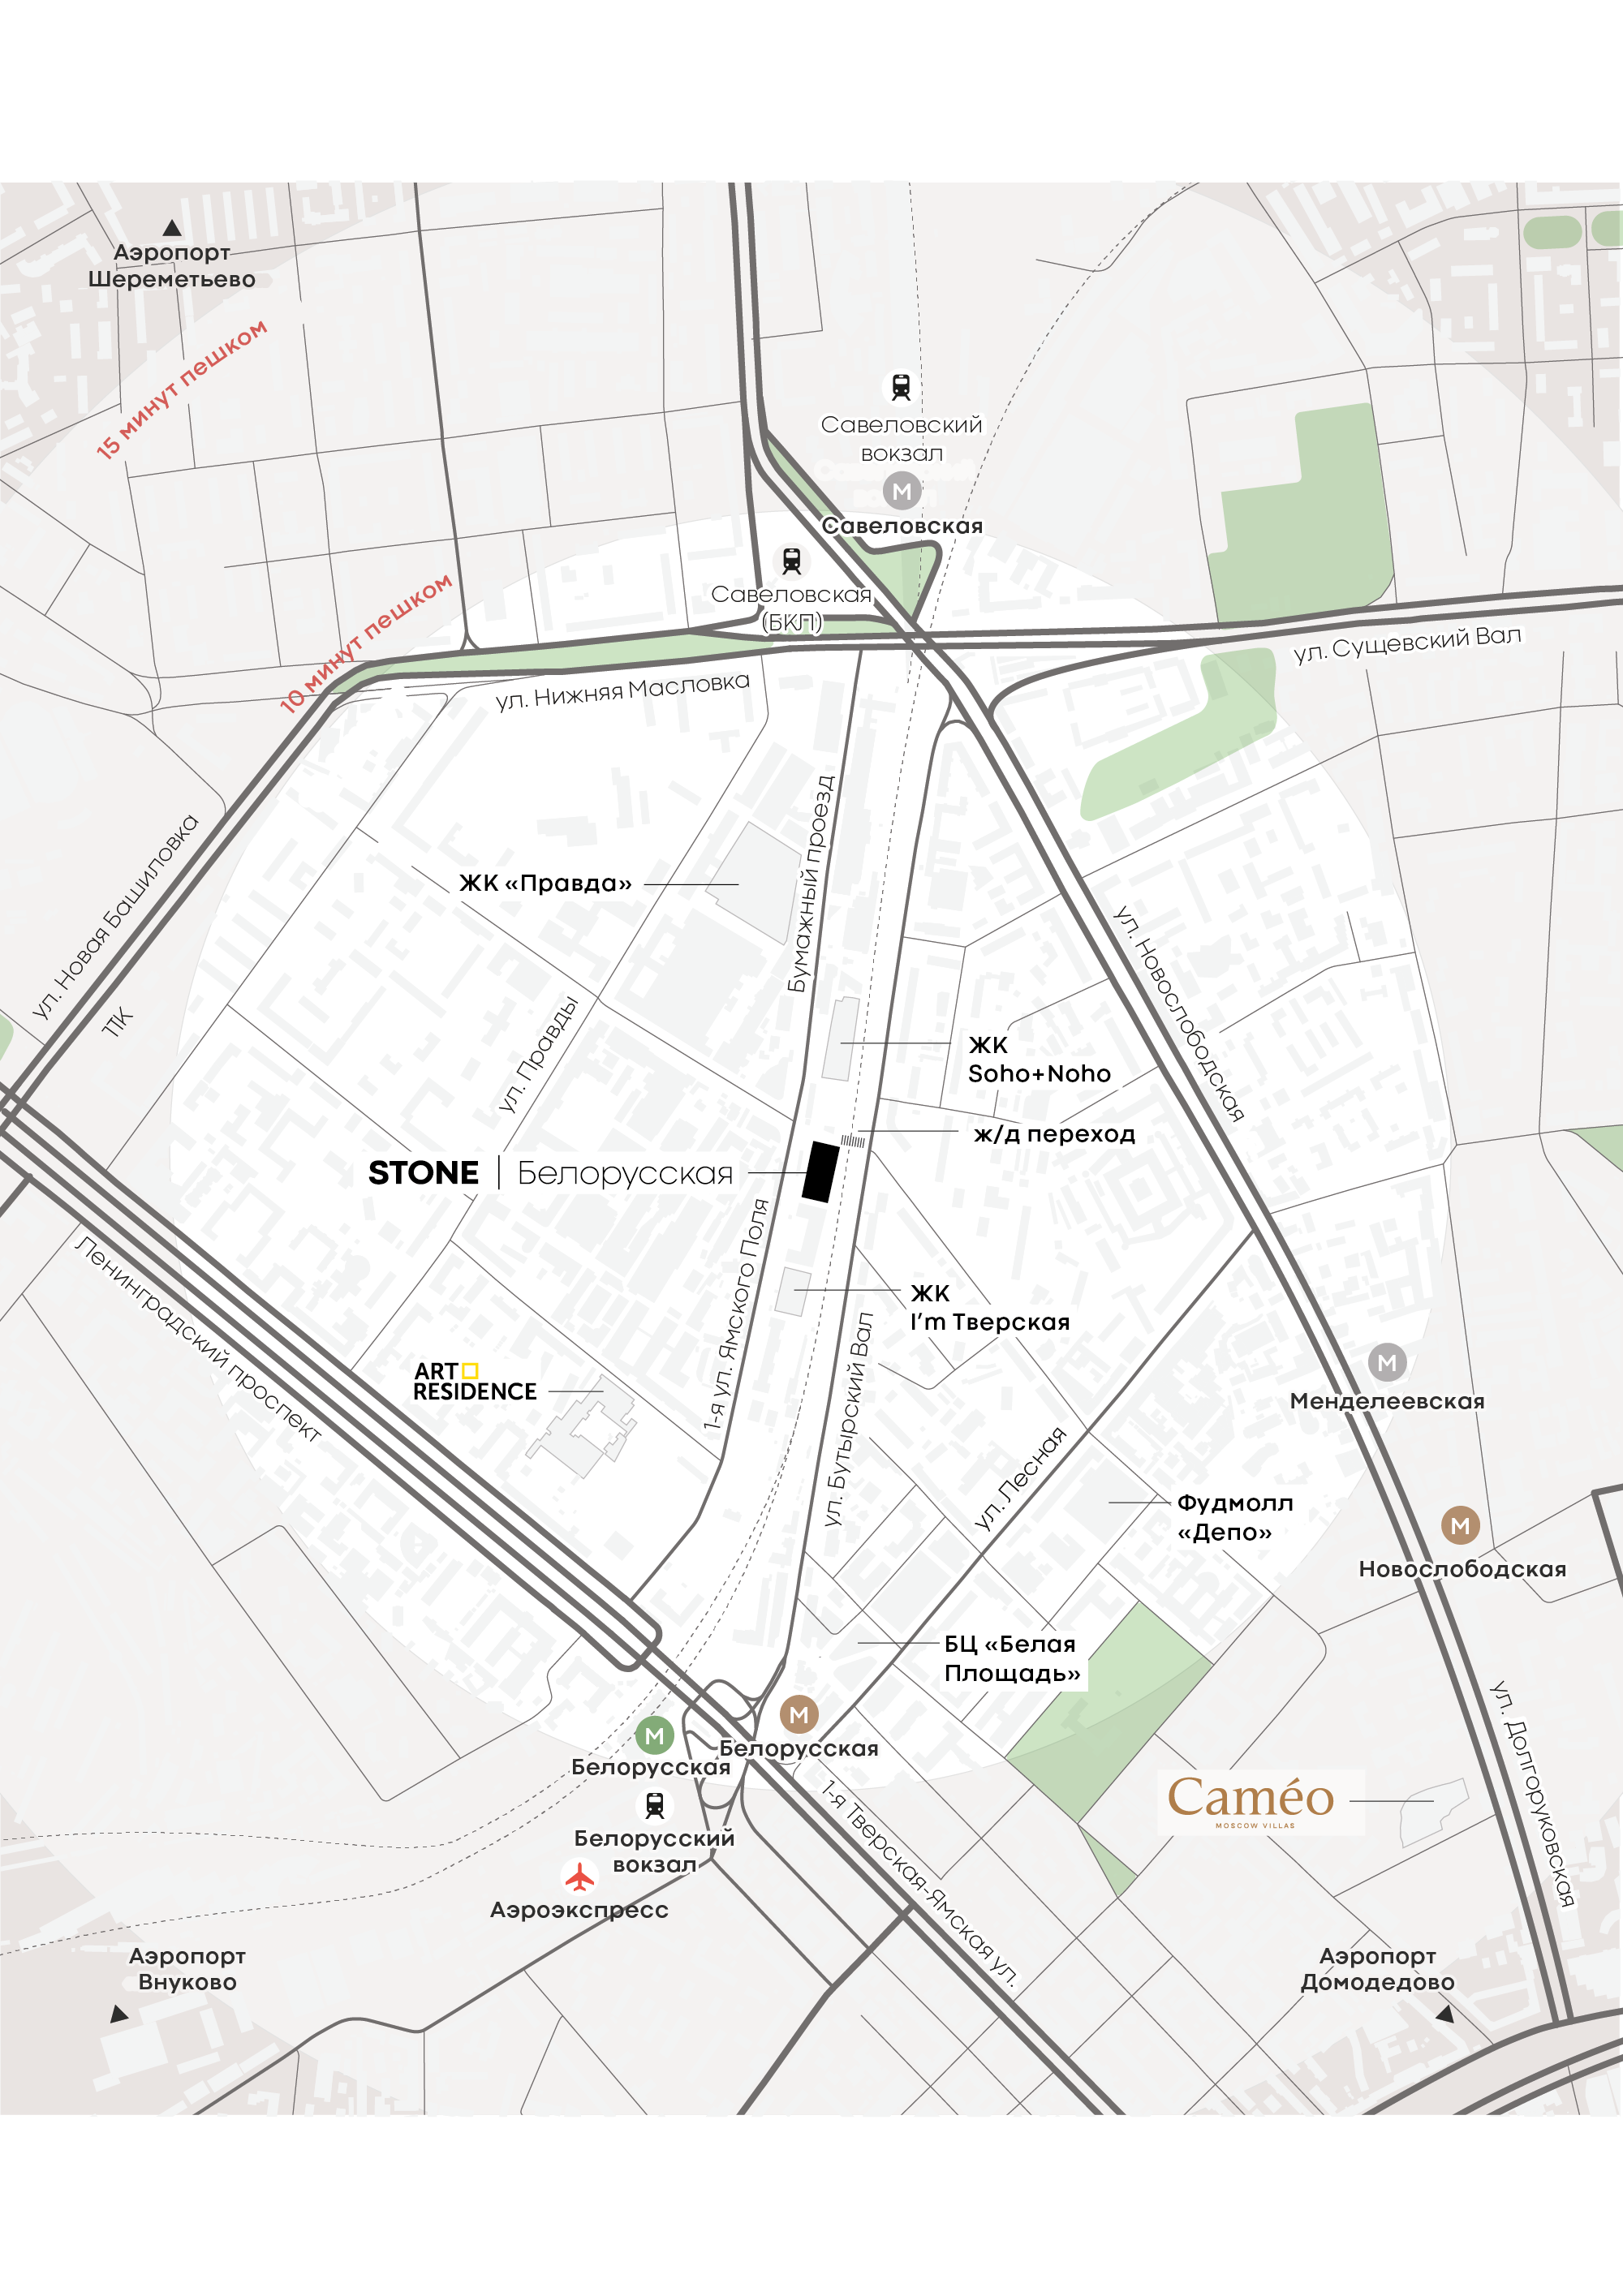 Аэропорт
Шереметьево
15 минут пешком
Савеловский
вокзал
М
Савеловская
Савеловская
(БКЛ)
10 минут пешком
ул. Сущевский Вал
ул. Нижняя Масловка
ул. Новая Башиловка
ТТК
Бумажный проезд
ЖК «Правда»
ул. Новослободская
ул. Правды
ЖК
Soho+Noho
ж/д переход
STONE | Белорусская
Ленинградский проспект
1-я ул. Ямского Поля
ЖК
I'm Тверская
ул. Бутырский Вал
ART
RESIDENCE
М
Менделеевская
ул. Лесная
Фудмолл
«Депо»
М
Новослободская
БЦ «Белая
Площадь»
М
Белорусская
М
Белорусская
Белорусский
вокзал
Аэроэкспресс
1-я Тверская-Ямская ул.
Caméo
MOSCOW VILLAS
ул. Долгоруковская
Аэропорт
Внуково
Аэропорт
Домодедово